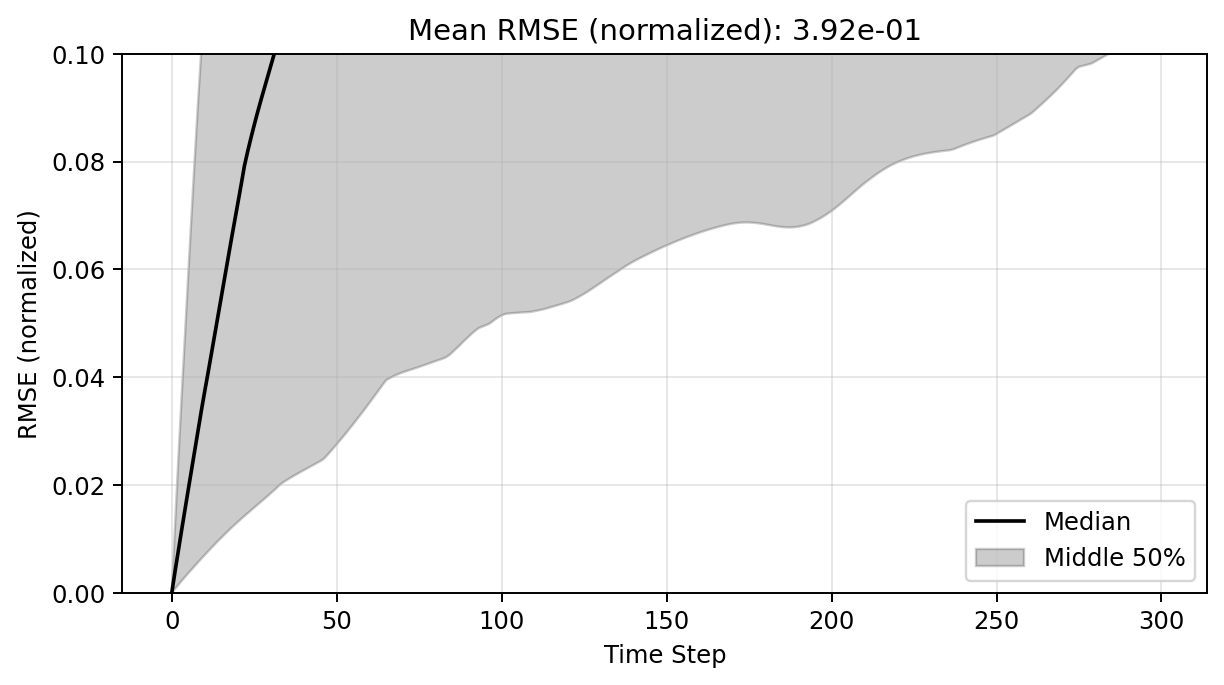 Mean RMSE (normalized): 3.92e-01
RMSE (normalized)
0.10
0.08
0.06
0.04
0.02
0.00
0 50 100 150 200 250 300
Time Step
Median
Middle 50%